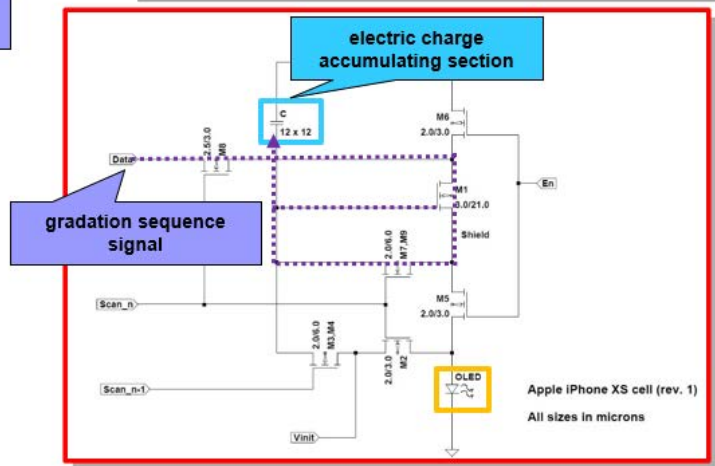 electric charge
accumulating section
C
12 x 12
M6
2.0/3.0
2.5/3.0
M8
Data
En
M1
gradation sequence
signal
Shield
2.0/6.0
M7,M9
Scan_n
M5
2.0/3.0
2.0/6.0
M3,M4
2.0/3.0
M2
OLED
Scan_n-1
Apple iPhone XS cell (rev. 1)
All sizes in microns
Vinit